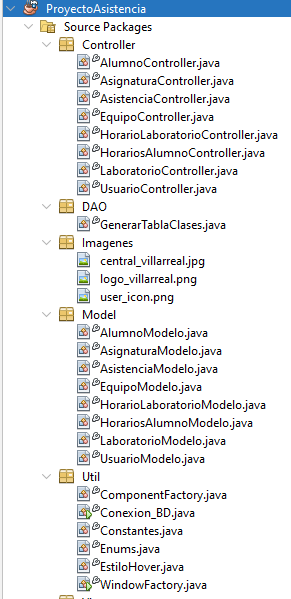 ProyectoAsistencia
Source Packages
Controller
AlumnoController.java
AsignaturaController.java
AsistenciaController.java
EquipoController.java
HorarioLaboratorioController.java
HorariosAlumnoController.java
LaboratorioController.java
UsuarioController.java
DAO
GenerarTablaClases.java
Imagenes
central_villarreal.jpg
logo_villarreal.png
user_icon.png
Model
AlumnoModelo.java
AsignaturaModelo.java
AsistenciaModelo.java
EquipoModelo.java
HorarioLaboratorioModelo.java
HorariosAlumnoModelo.java
LaboratorioModelo.java
UsuarioModelo.java
Util
ComponentFactory.java
Conexion_BD.java
Constantes.java
Enums.java
EstiloHover.java
WindowFactory.java